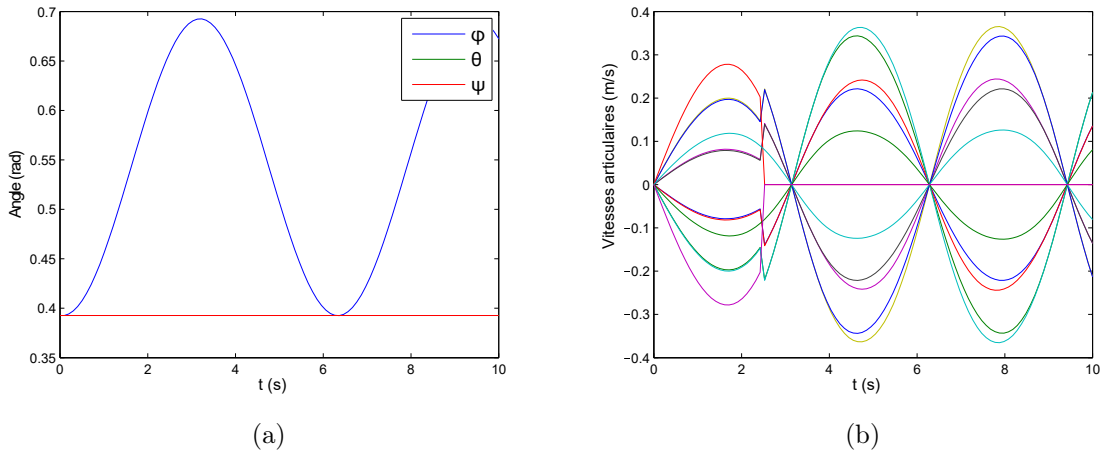 0.7
0.65
0.6
0.55
0.5
0.45
0.4
0.35
Angle (rad)
0 2 4 6 8 10
t (s)
φ
θ
ψ
(a)
0.4
0.3
0.2
0.1
0
−0.1
−0.2
−0.3
−0.4
Vitesses articulaires (m/s)
0 2 4 6 8 10
t (s)
(b)